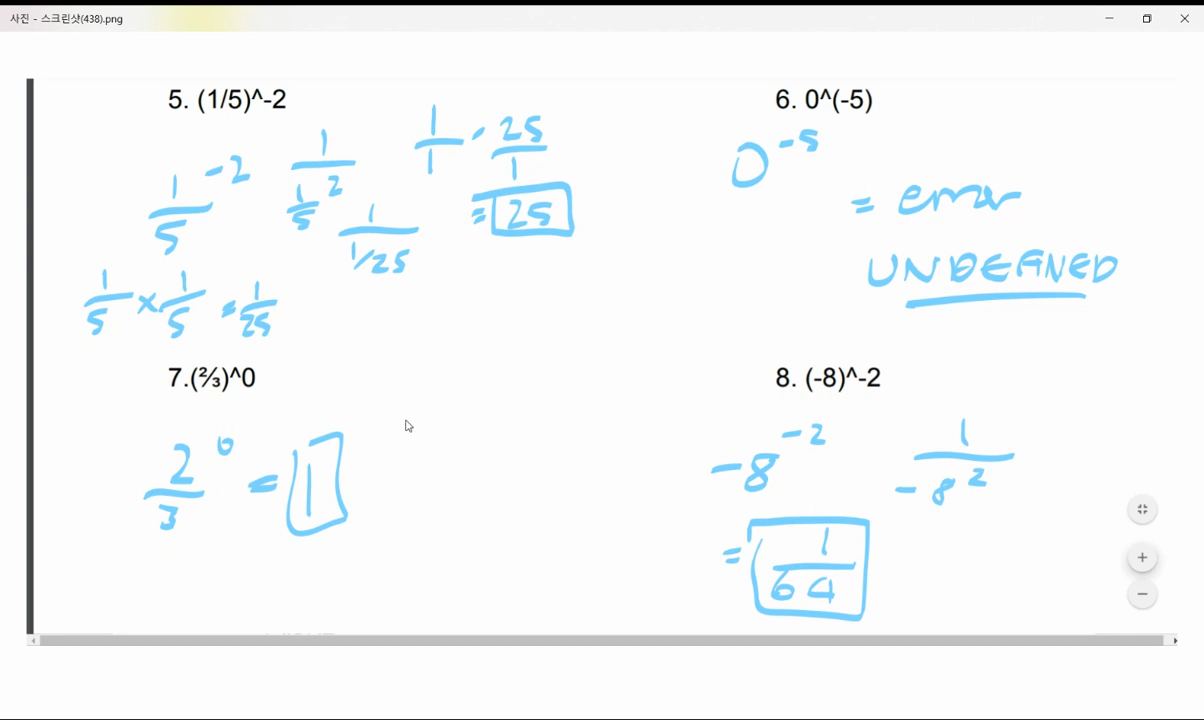 사진 - 스크린샷(438).png
5. (1/5)^-2
1/5 -2
1/1/5 2
1/1/25
1/1 · 25/1
= 25
1/5 × 1/5 = 1/25
6. 0^(-5)
0 -5
= error
UNDEFINED
7.(⅔)^0
2/3 0 = 1
8. (-8)^-2
-8 -2
1/-8 2
= 1/64